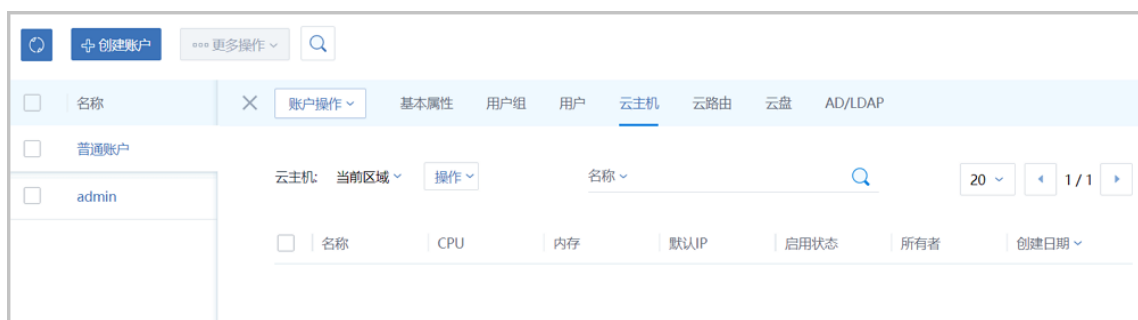 创建账户 更多操作
名称 账户操作 基本属性 用户组 用户 云主机 云路由 云盘 AD/LDAP
普通账户
云主机: 当前区域 操作 名称 20 1 / 1
admin
名称 CPU 内存 默认IP 启用状态 所有者 创建日期